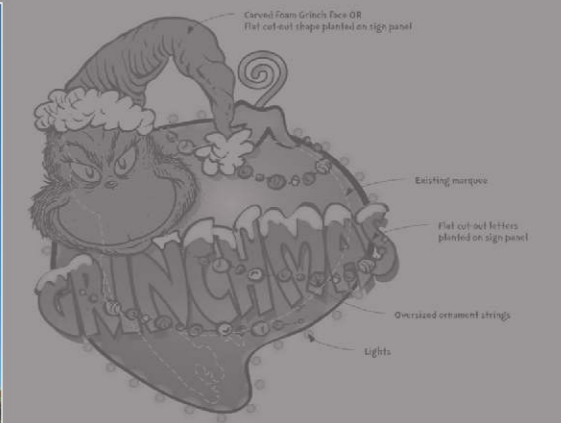 Carved Foam Grinch Face OR
Flat cut-out shape planted on sign panel
Existing marquee
Flat cut-out letters
planted on sign panel
GRINCHMAS
Oversized ornament strings
Lights